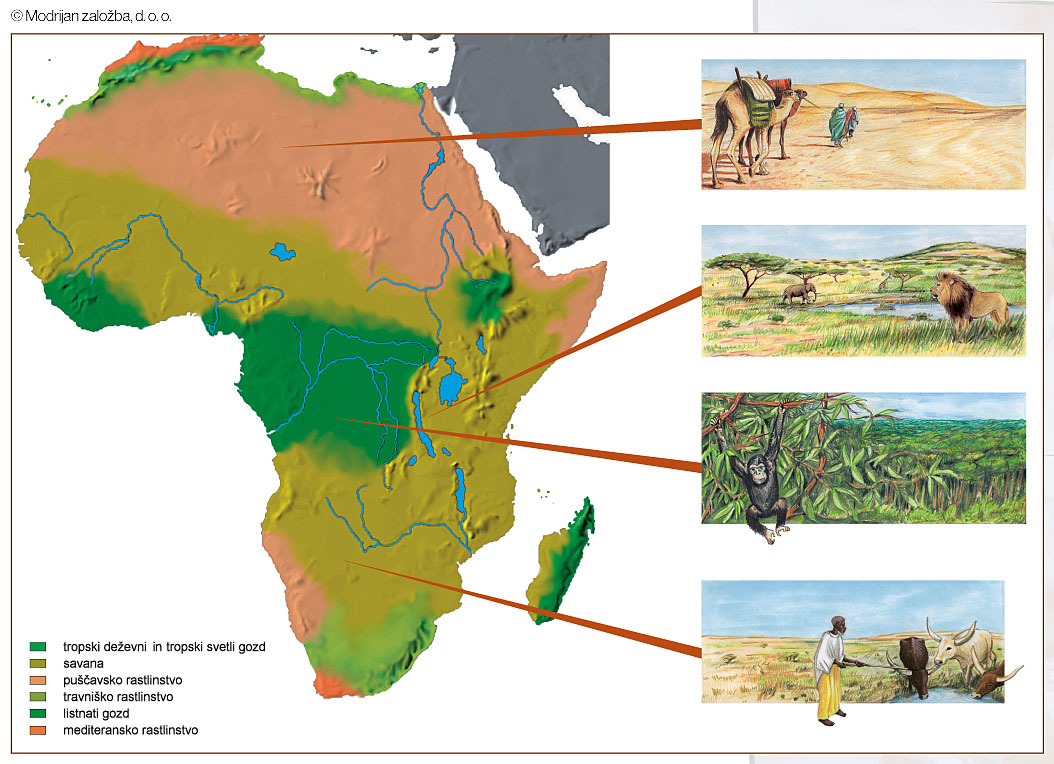 © Modrijan založba, d. o. o.
tropski deževni in tropski svetli gozd
savana
puščavsko rastlinstvo
travniško rastlinstvo
listnati gozd
mediteransko rastlinstvo